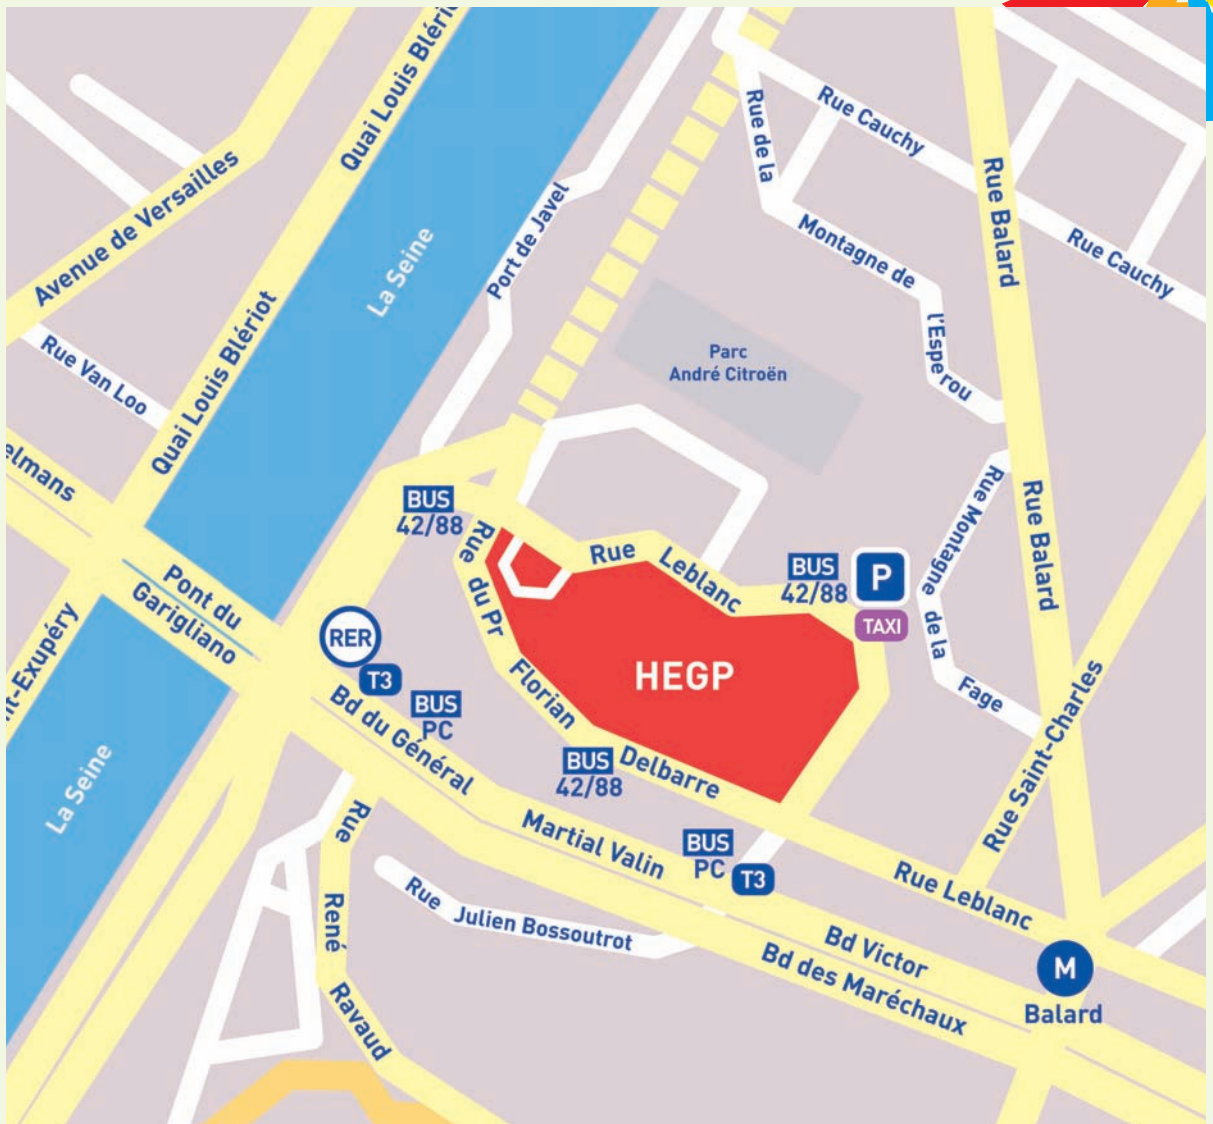 Quai Louis Blério
Rue de la
Rue Cauchy
Avenue de Versailles
Quai Louis Blériot
La Seine
Port de Javel
Montagne de
l'Espe rou
Rue Balard
Rue Cauchy
Rue Van Loo
Parc
André Citroën
elmans
BUS
42/88
Rue
du Pr
Florian
Delbarre
Rue
Leblanc
BUS
42/88
P
TAXI
Rue Montagne
de la
Fage
Rue Balard
Pont du
Garigliano
nt-Exupéry
RER
T3
BUS
PC
HEGP
BUS
42/88
Rue Saint-Charles
La Seine
Bd du Général
Martial Valin
BUS
PC
T3
Rue
René
Ravaud
Rue
Julien Bossoutrot
Rue Leblanc
Bd Victor
Bd des Maréchaux
M
Balard